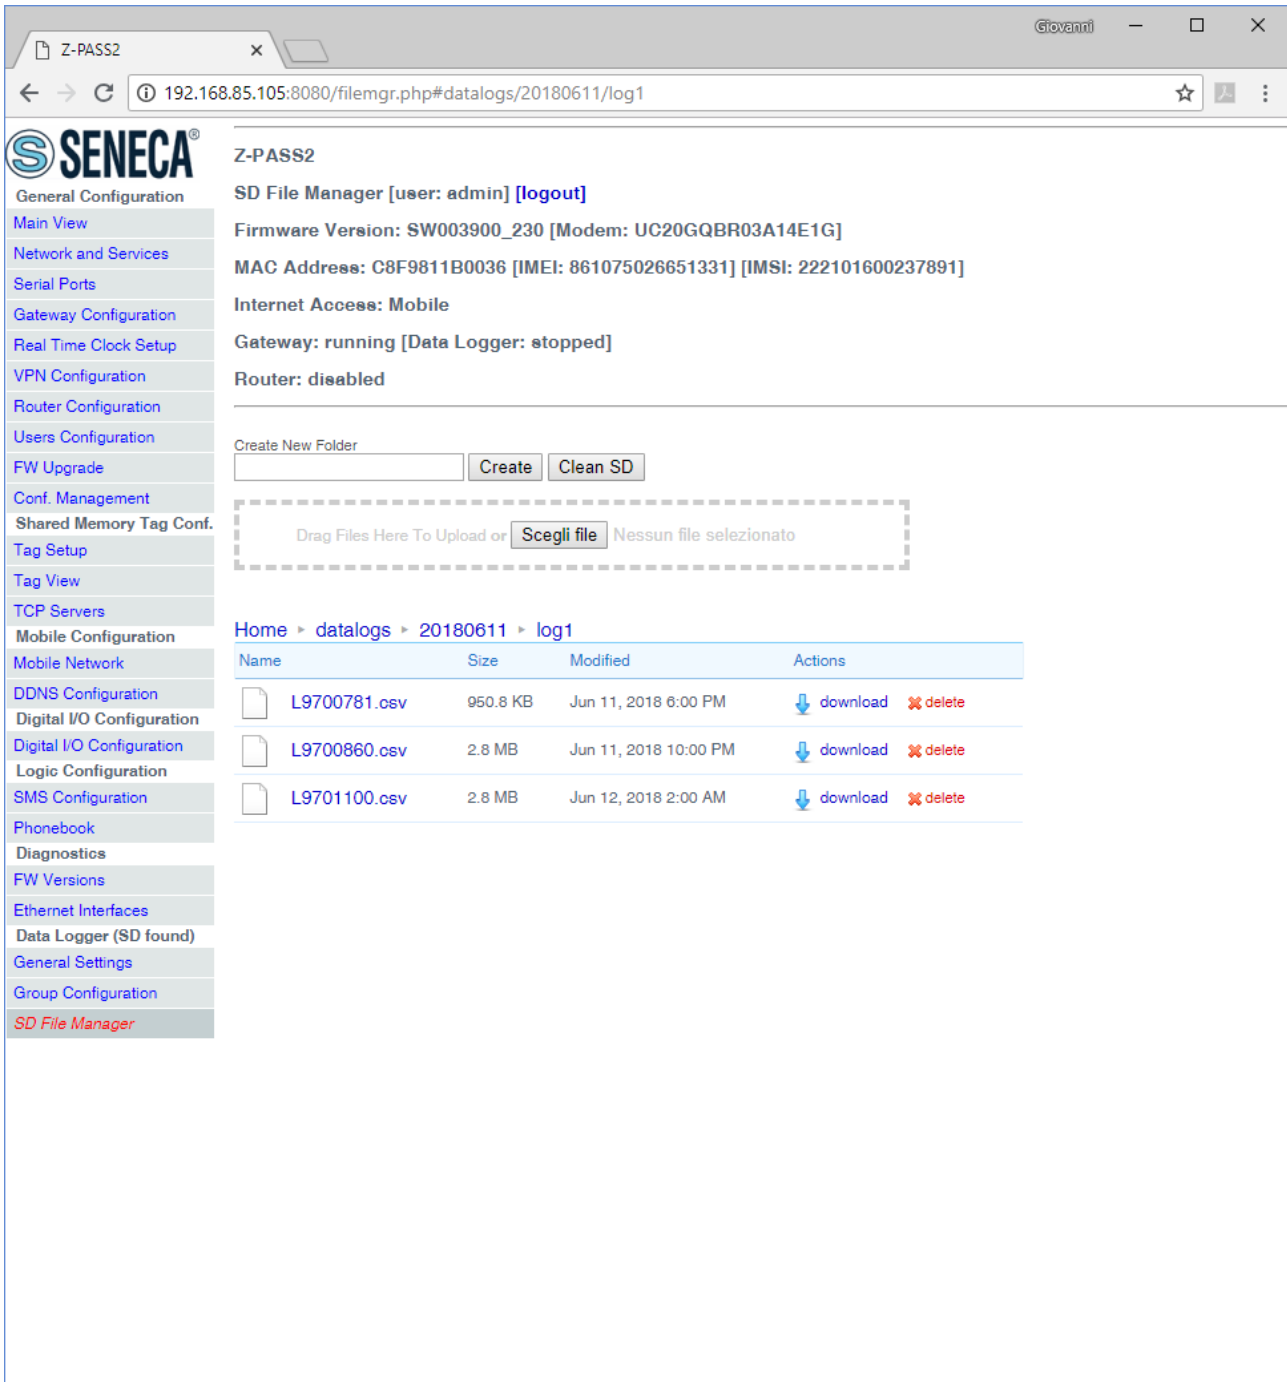 Giovanni
Z-PASS2
192.168.85.105:8080/filemgr.php#datalogs/20180611/log1
SENECA®
General Configuration
Main View
Network and Services
Serial Ports
Gateway Configuration
Real Time Clock Setup
VPN Configuration
Router Configuration
Users Configuration
FW Upgrade
Conf. Management
Shared Memory Tag Conf.
Tag Setup
Tag View
TCP Servers
Mobile Configuration
Mobile Network
DDNS Configuration
Digital I/O Configuration
Digital I/O Configuration
Logic Configuration
SMS Configuration
Phonebook
Diagnostics
FW Versions
Ethernet Interfaces
Data Logger (SD found)
General Settings
Group Configuration
SD File Manager
Z-PASS2
SD File Manager [user: admin] [logout]
Firmware Version: SW003900_230 [Modem: UC20GQBR03A14E1G]
MAC Address: C8F9811B0036 [IMEI: 861075026651331] [IMSI: 222101600237891]
Internet Access: Mobile
Gateway: running [Data Logger: stopped]
Router: disabled
Create New Folder
Create Clean SD
Drag Files Here To Upload or Scegli file Nessun file selezionato
Home ▸ datalogs ▸ 20180611 ▸ log1
Name Size Modified Actions
L9700781.csv 950.8 KB Jun 11, 2018 6:00 PM download delete
L9700860.csv 2.8 MB Jun 11, 2018 10:00 PM download delete
L9701100.csv 2.8 MB Jun 12, 2018 2:00 AM download delete